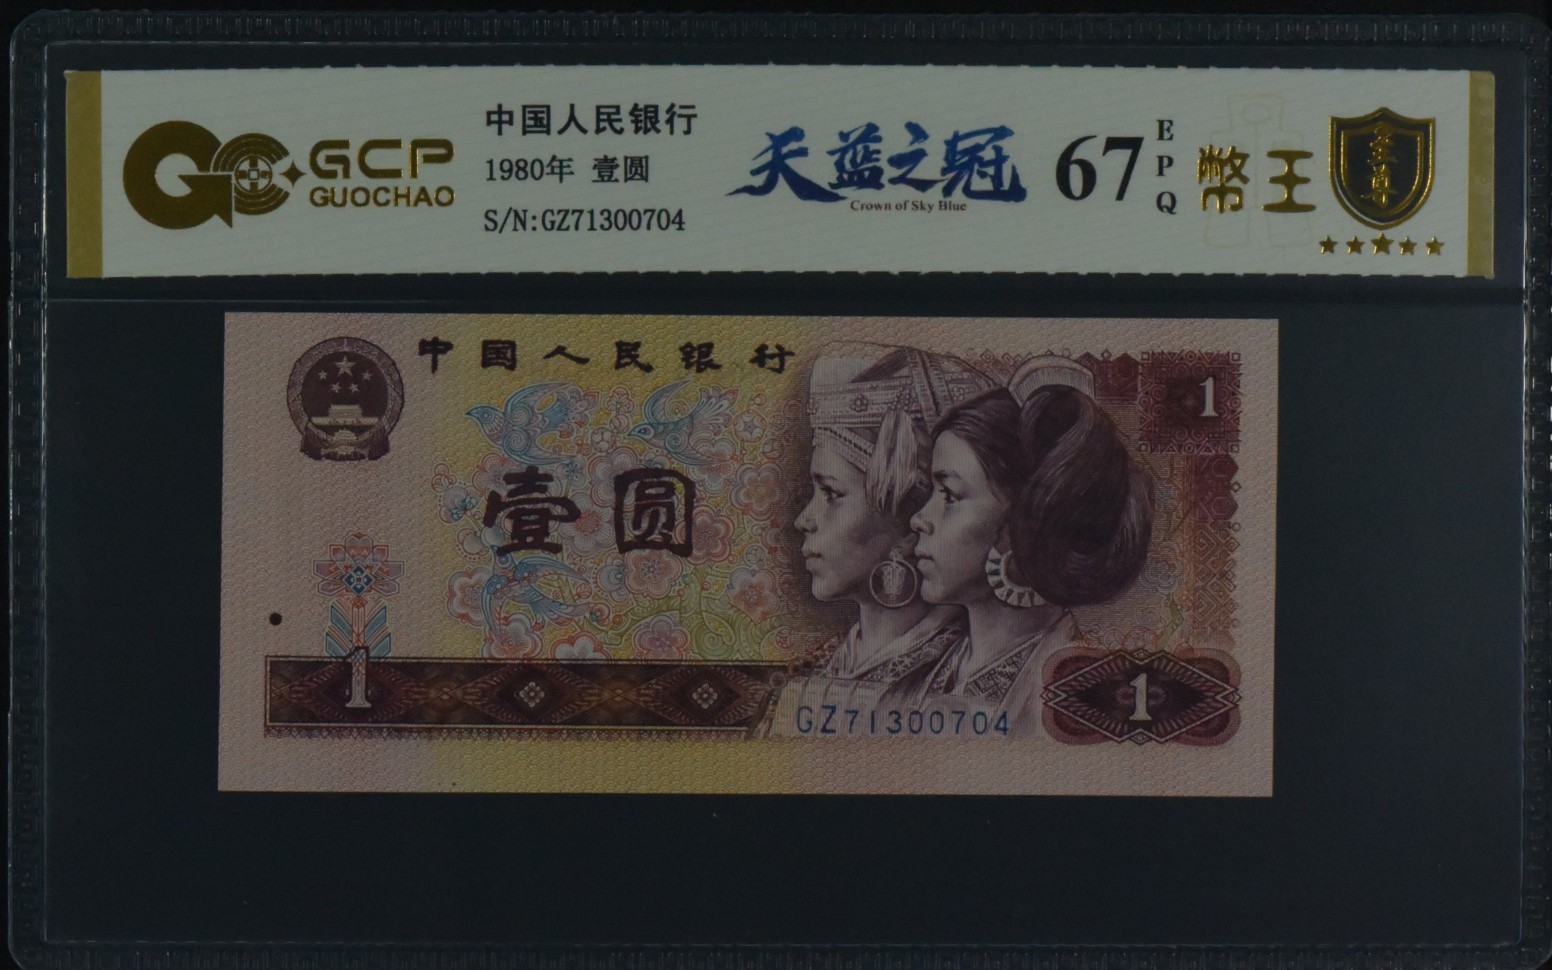 GCP
GUOCHAO
中国人民银行
1980年 壹圆
S/N:GZ71300704
天蓝之冠
Crown of Sky Blue
67
EPQ
幣王
至尊
中国人民银行
1
壹圆
1
GZ71300704
1